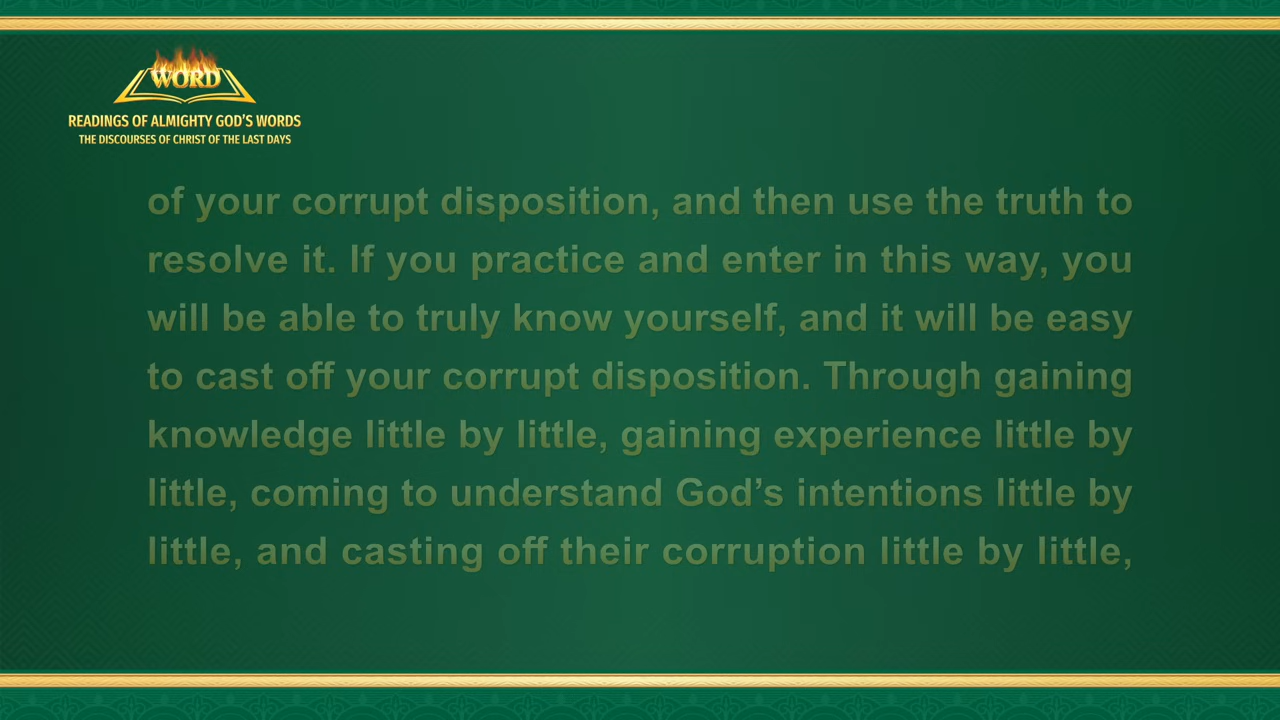 WORD
READINGS OF ALMIGHTY GOD'S WORDS
THE DISCOURSES OF CHRIST OF THE LAST DAYS
of your corrupt disposition, and then use the truth to
resolve it. If you practice and enter in this way, you
will be able to truly know yourself, and it will be easy
to cast off your corrupt disposition. Through gaining
knowledge little by little, gaining experience little by
little, coming to understand God’s intentions little by
little, and casting off their corruption little by little,